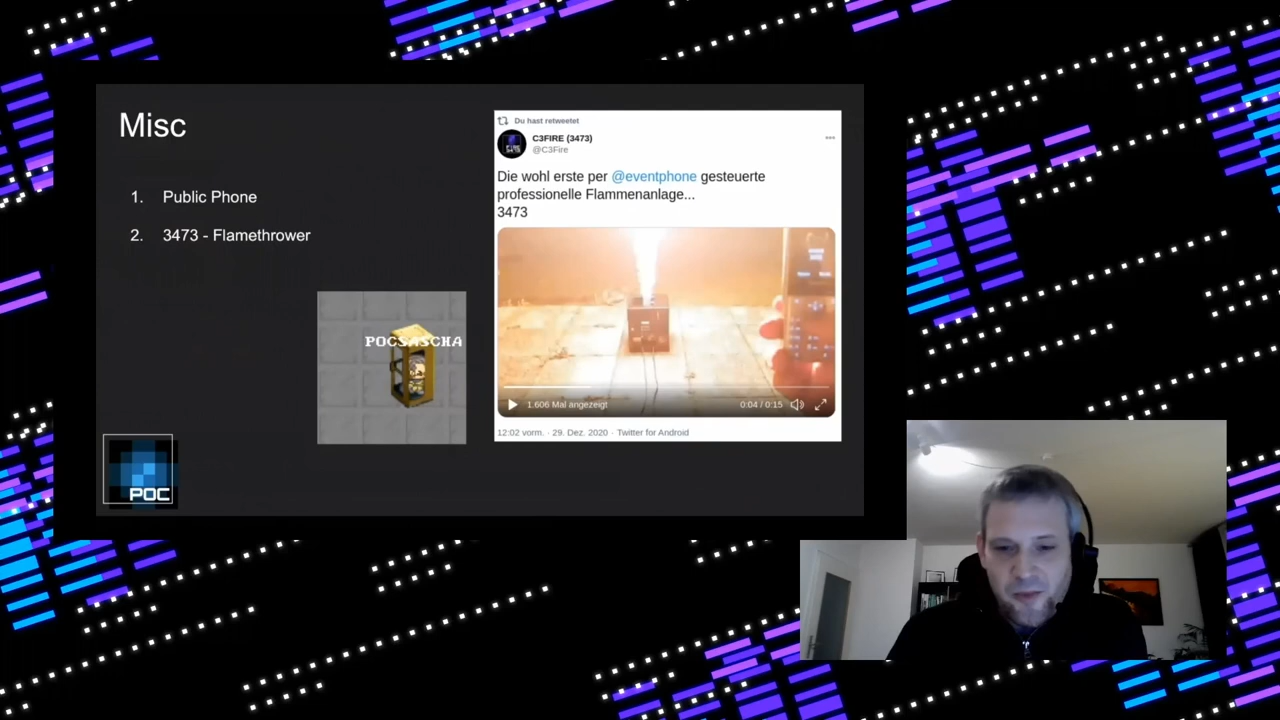 Misc
1. Public Phone
2. 3473 - Flamethrower
POCSASCHA
POC
Du hast retweetet
C3FIRE (3473)
@C3Fire
Die wohl erste per @eventphone gesteuerte
professionelle Flammenanlage...
3473
1.606 Mal angezeigt
0:04 / 0:15
12:02 vorm. · 29. Dez. 2020 · Twitter for Android